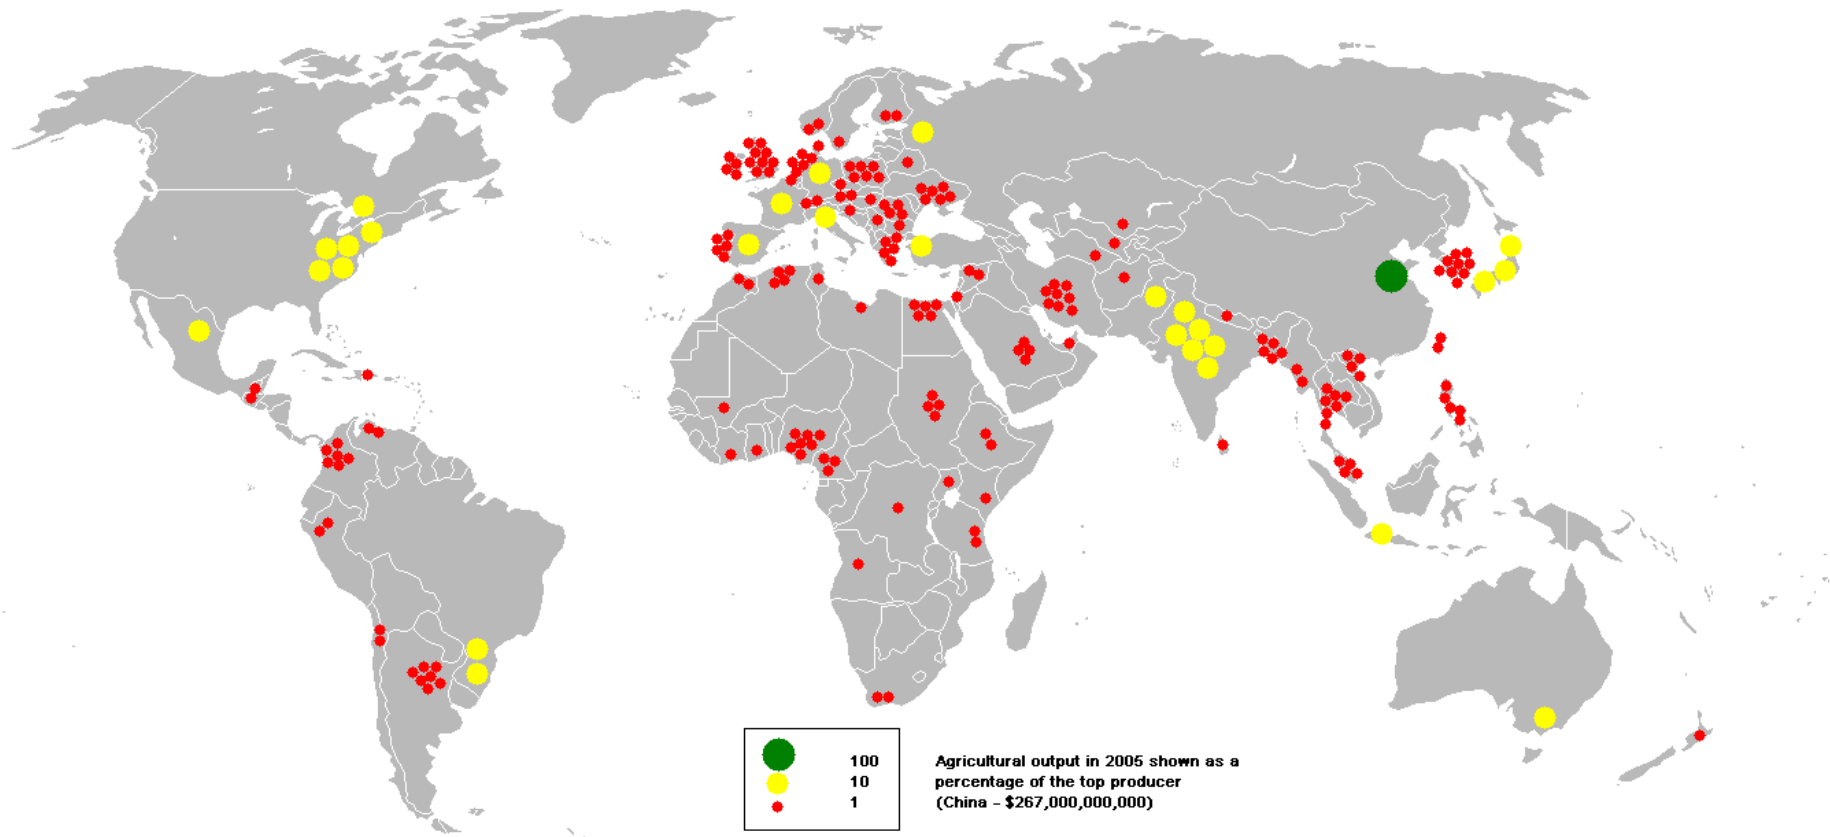 100
10
1
Agricultural output in 2005 shown as a
percentage of the top producer
(China - $267,000,000,000)